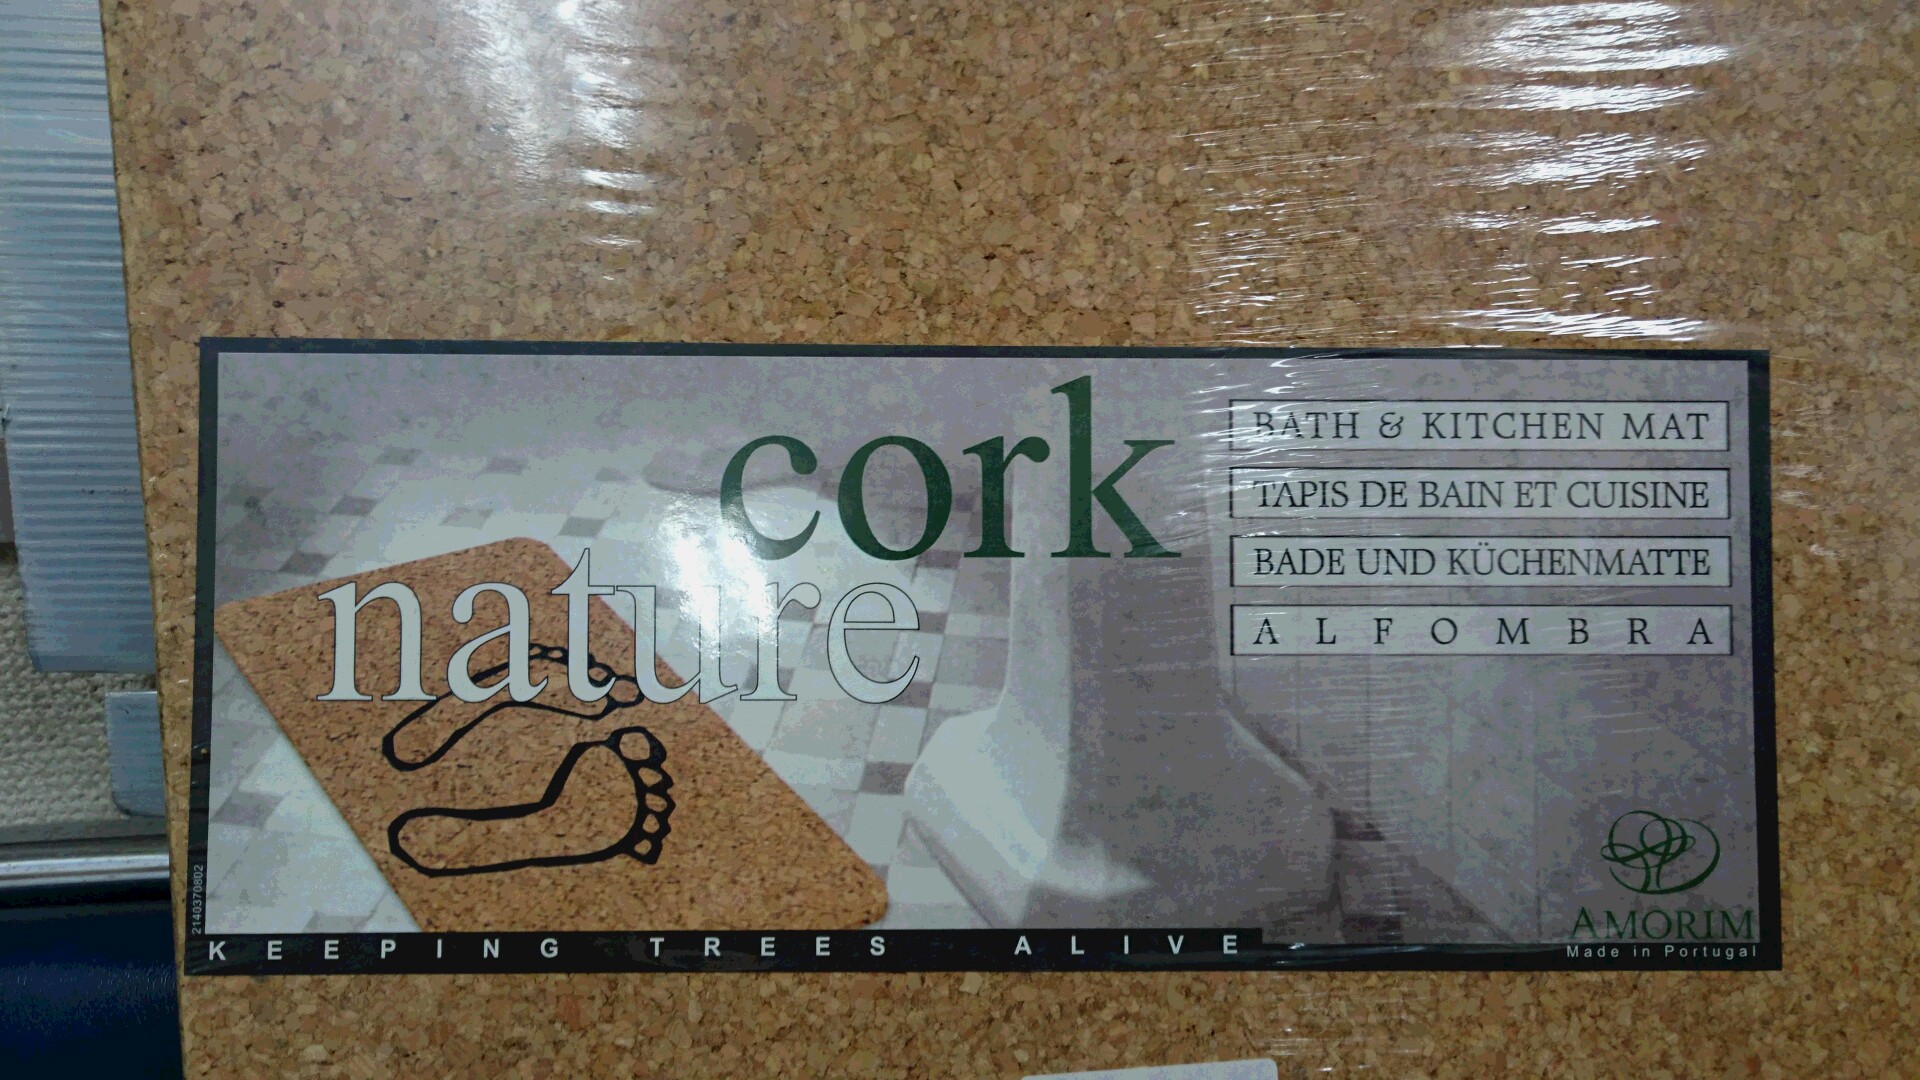 cork
nature
BATH & KITCHEN MAT
TAPIS DE BAIN ET CUISINE
BADE UND KÜCHENMATTE
ALFOMBRA
AMORIM
Made in Portugal
KEEPING TREES ALIVE
2140370802